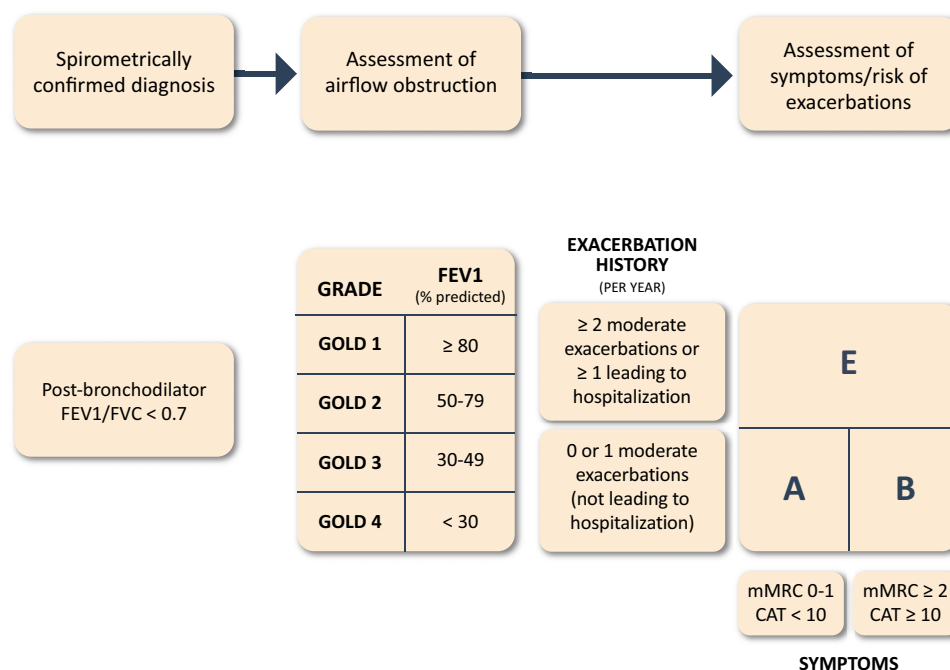 Spirometrically
confirmed diagnosis
Assessment of
airflow obstruction
Assessment of
symptoms/risk of
exacerbations
Post-bronchodilator
FEV1/FVC < 0.7
GRADE
FEV1
(% predicted)
GOLD 1
≥ 80
GOLD 2
50-79
GOLD 3
30-49
GOLD 4
< 30
EXACERBATION
HISTORY
(PER YEAR)
≥ 2 moderate
exacerbations or
≥ 1 leading to
hospitalization
0 or 1 moderate
exacerbations
(not leading to
hospitalization)
E
A
B
mMRC 0-1
CAT < 10
mMRC ≥ 2
CAT ≥ 10
SYMPTOMS